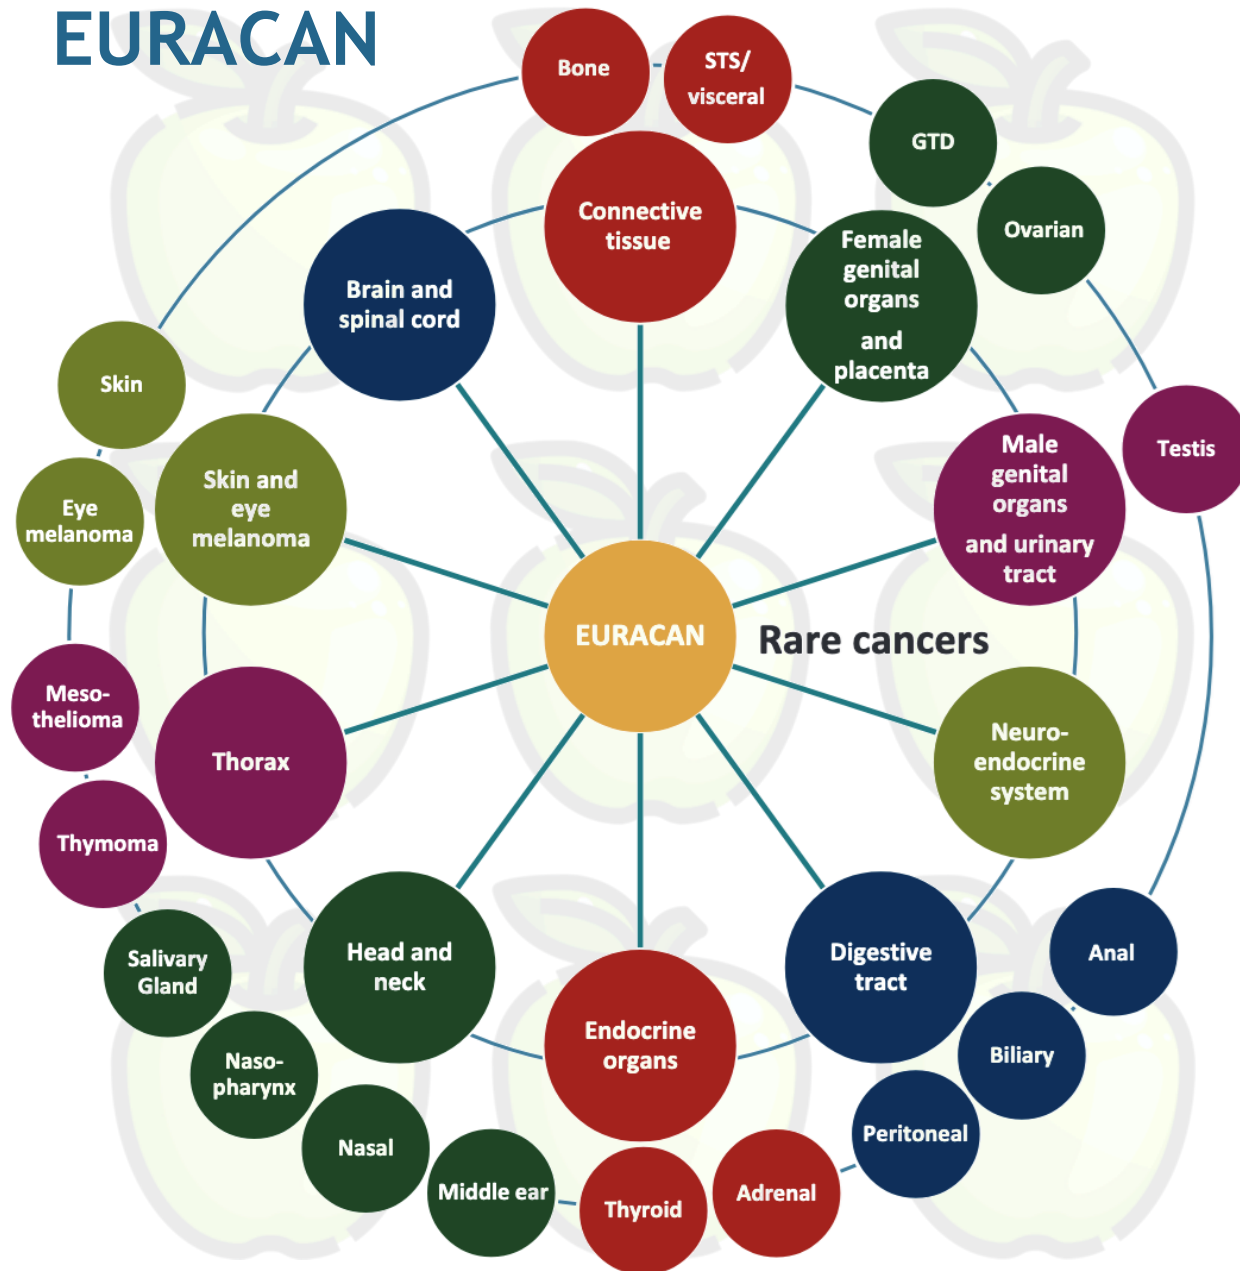 EURACAN
Bone
STS/
visceral
GTD
Ovarian
Connective
tissue
Female
genital
organs
and
placenta
Brain and
spinal cord
Skin
Eye
melanoma
Skin and
eye
melanoma
Male
genital
organs
and urinary
tract
Testis
EURACAN
Rare cancers
Meso-
thelioma
Thymoma
Thorax
Neuro-
endocrine
system
Head and
neck
Endocrine
organs
Digestive
tract
Anal
Biliary
Peritoneal
Adrenal
Thyroid
Middle ear
Nasal
Naso-
pharynx
Salivary
Gland